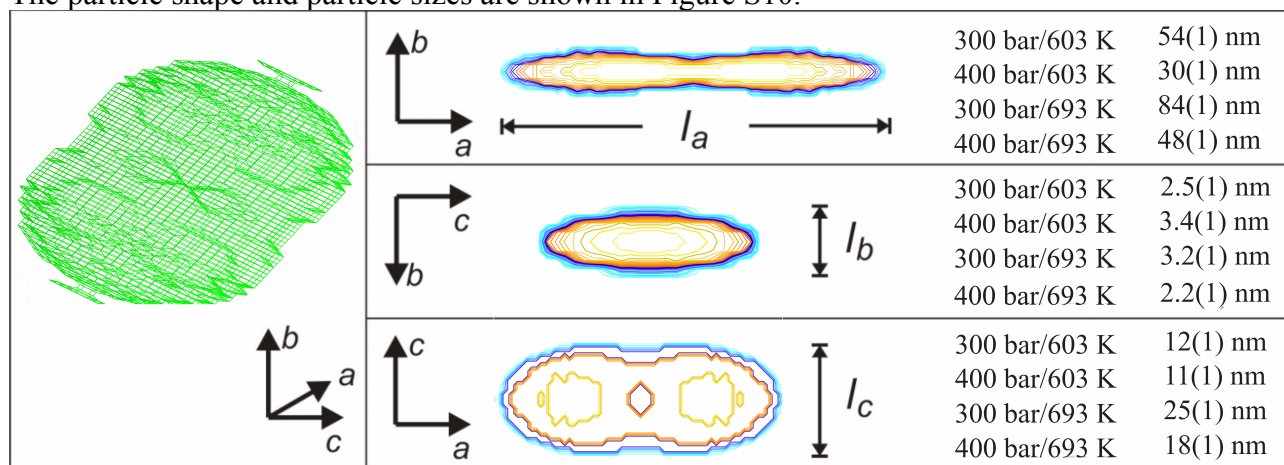 The particle shape and particle sizes are shown in Figure S10.
b
a
l_a
300 bar/603 K 54(1) nm
400 bar/603 K 30(1) nm
300 bar/693 K 84(1) nm
400 bar/693 K 48(1) nm
c
b
l_b
300 bar/603 K 2.5(1) nm
400 bar/603 K 3.4(1) nm
300 bar/693 K 3.2(1) nm
400 bar/693 K 2.2(1) nm
b
a
c
c
a
l_c
300 bar/603 K 12(1) nm
400 bar/603 K 11(1) nm
300 bar/693 K 25(1) nm
400 bar/693 K 18(1) nm